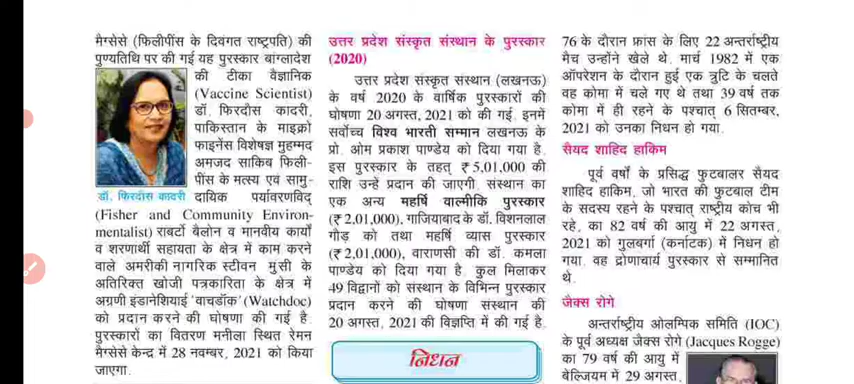 मैग्सेसे (फिलीपींस के दिवगत राष्ट्रपति) की
पुण्यतिथि पर की गई यह पुरस्कार बांग्लादेश
की टीका वैज्ञानिक
(Vaccine Scientist)
डॉ. फिरदौस कादरी,
पाकिस्तान के माइक्रो
फाइनेंस विशेषज्ञ मुहम्मद
अमजद साकिब फिली-
पींस के मत्स्य एवं सामु-
डॉ. फिरदौस कादरी
दायिक पर्यावरणविद्
(Fisher and Community Environ-
mentalist) राबर्टो बैलोन व मानवीय कार्यों
व शरणार्थी सहायता के क्षेत्र में काम करने
वाले अमरीकी नागरिक स्टीवन मुंसी के
अतिरिक्त खोजी पत्रकारिता के क्षेत्र में
अग्रणी इंडानेशियाई 'वाचडॉक' (Watchdoc)
को प्रदान करने की घोषणा की गई है.
पुरस्कारों का वितरण मनीला स्थित रेमन
मैग्सेसे केन्द्र में 28 नवम्बर, 2021 को किया
जाएगा.
उत्तर प्रदेश संस्कृत संस्थान के पुरस्कार
(2020)
उत्तर प्रदेश संस्कृत संस्थान (लखनऊ)
के वर्ष 2020 के वार्षिक पुरस्कारों की
घोषणा 20 अगस्त, 2021 को की गई. इनमें
सर्वोच्च विश्व भारती सम्मान लखनऊ के
प्रो. ओम प्रकाश पाण्डेय को दिया गया है.
इस पुरस्कार के तहत् ₹ 5,01,000 की
राशि उन्हें प्रदान की जाएगी. संस्थान का
एक अन्य महर्षि वाल्मीकि पुरस्कार
(₹ 2,01,000), गाजियाबाद के डॉ. विशनलाल
गौड़ को तथा महर्षि व्यास पुरस्कार
(₹ 2,01,000), वाराणसी की डॉ. कमला
पाण्डेय को दिया गया है. कुल मिलाकर
49 विद्वानों को संस्थान के विभिन्न पुरस्कार
प्रदान करने की घोषणा संस्थान की
20 अगस्त, 2021 की विज्ञप्ति में की गई है.
निधन
76 के दौरान फ्रांस के लिए 22 अन्तर्राष्ट्रीय
मैच उन्होंने खेले थे. मार्च 1982 में एक
ऑपरेशन के दौरान हुई एक त्रुटि के चलते
वह कोमा में चले गए थे तथा 39 वर्ष तक
कोमा में ही रहने के पश्चात् 6 सितम्बर,
2021 को उनका निधन हो गया.
सैयद शाहिद हाकिम
पूर्व वर्षों के प्रसिद्ध फुटबालर सैयद
शाहिद हाकिम, जो भारत की फुटबाल टीम
के सदस्य रहने के पश्चात् राष्ट्रीय कोच भी
रहे, का 82 वर्ष की आयु में 22 अगस्त,
2021 को गुलबर्गा (कर्नाटक) में निधन हो
गया. वह द्रोणाचार्य पुरस्कार से सम्मानित
थे.
जैक्स रोगे
अन्तर्राष्ट्रीय ओलम्पिक समिति (IOC)
के पूर्व अध्यक्ष जैक्स रोगे (Jacques Rogge)
का 79 वर्ष की आयु में
बेल्जियम में 29 अगस्त,